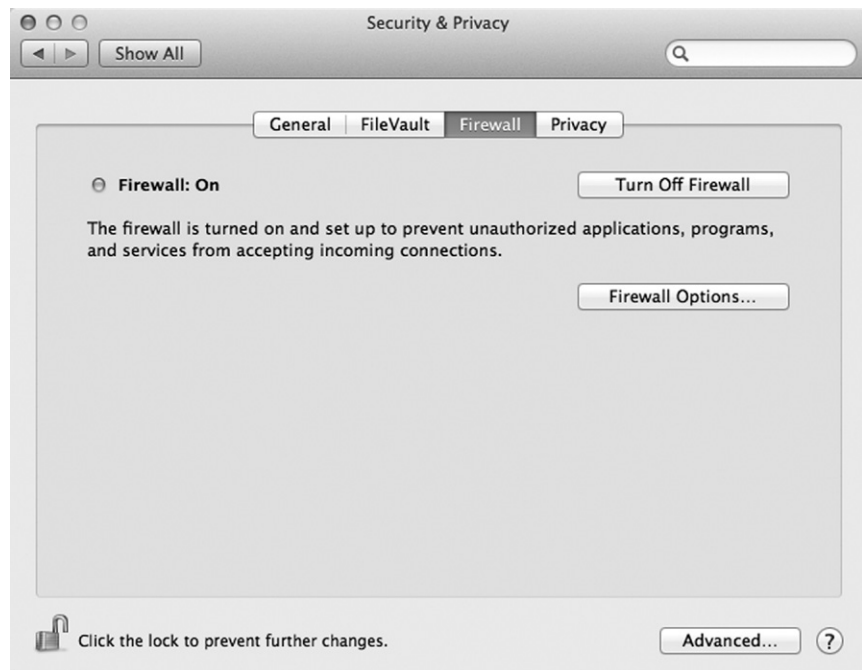 Security & Privacy
Show All
General FileVault Firewall Privacy
Firewall: On
Turn Off Firewall
The firewall is turned on and set up to prevent unauthorized applications, programs,
and services from accepting incoming connections.
Firewall Options...
Click the lock to prevent further changes.
Advanced... ?